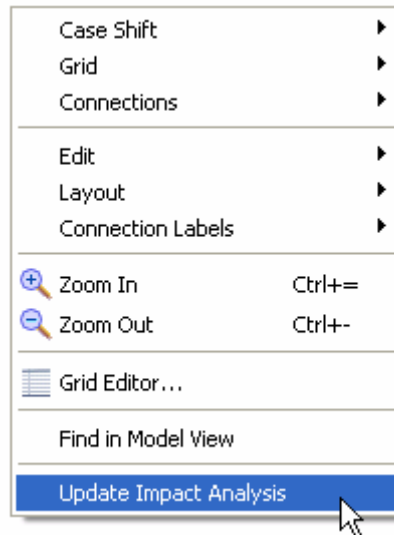 Case Shift
Grid
Connections
Edit
Layout
Connection Labels
Zoom In Ctrl+=
Zoom Out Ctrl+-
Grid Editor...
Find in Model View
Update Impact Analysis